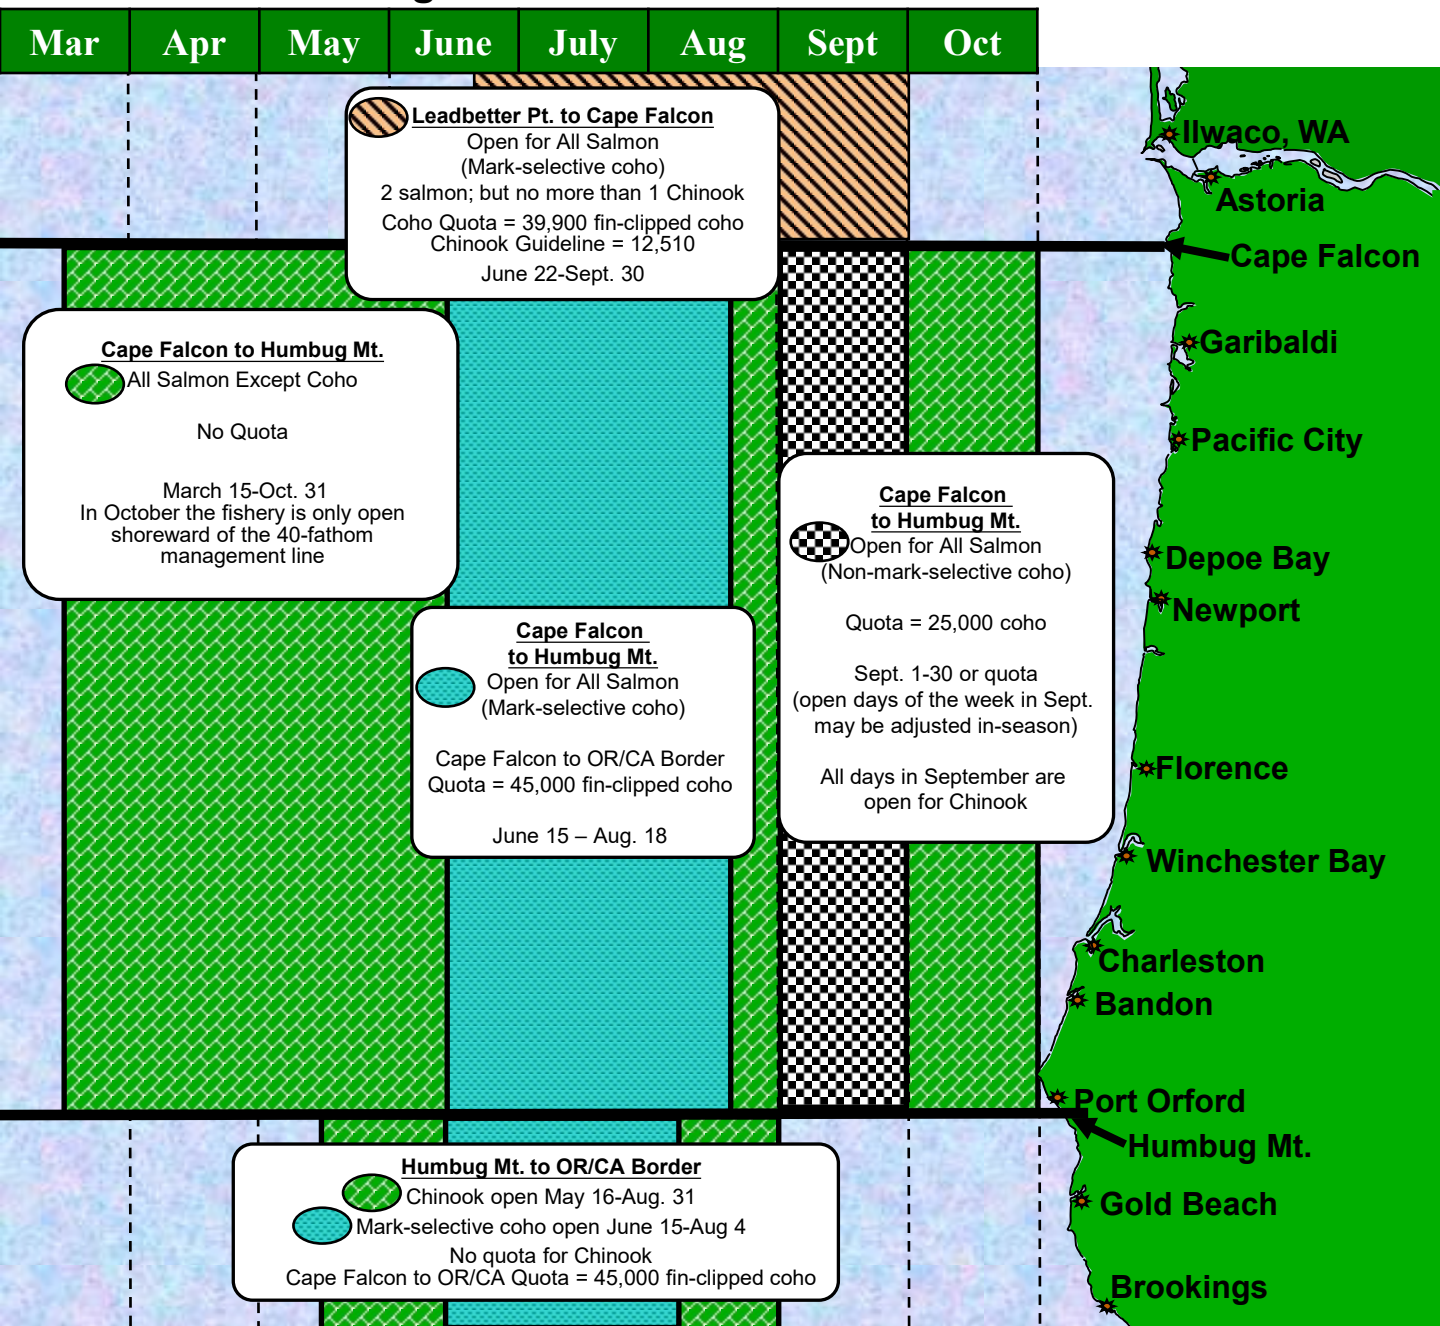 Mar Apr May June July Aug Sept Oct
Leadbetter Pt. to Cape Falcon
Open for All Salmon
(Mark-selective coho)
2 salmon; but no more than 1 Chinook
Coho Quota = 39,900 fin-clipped coho
Chinook Guideline = 12,510
June 22-Sept. 30
Cape Falcon to Humbug Mt.
All Salmon Except Coho
No Quota
March 15-Oct. 31
In October the fishery is only open
shoreward of the 40-fathom
management line
Cape Falcon
to Humbug Mt.
Open for All Salmon
(Mark-selective coho)
Cape Falcon to OR/CA Border
Quota = 45,000 fin-clipped coho
June 15 – Aug. 18
Cape Falcon
to Humbug Mt.
Open for All Salmon
(Non-mark-selective coho)
Quota = 25,000 coho
Sept. 1-30 or quota
(open days of the week in Sept.
may be adjusted in-season)
All days in September are
open for Chinook
Humbug Mt. to OR/CA Border
Chinook open May 16-Aug. 31
Mark-selective coho open June 15-Aug 4
No quota for Chinook
Cape Falcon to OR/CA Quota = 45,000 fin-clipped coho
Ilwaco, WA
Astoria
Cape Falcon
Garibaldi
Pacific City
Depoe Bay
Newport
Florence
Winchester Bay
Charleston
Bandon
Port Orford
Humbug Mt.
Gold Beach
Brookings